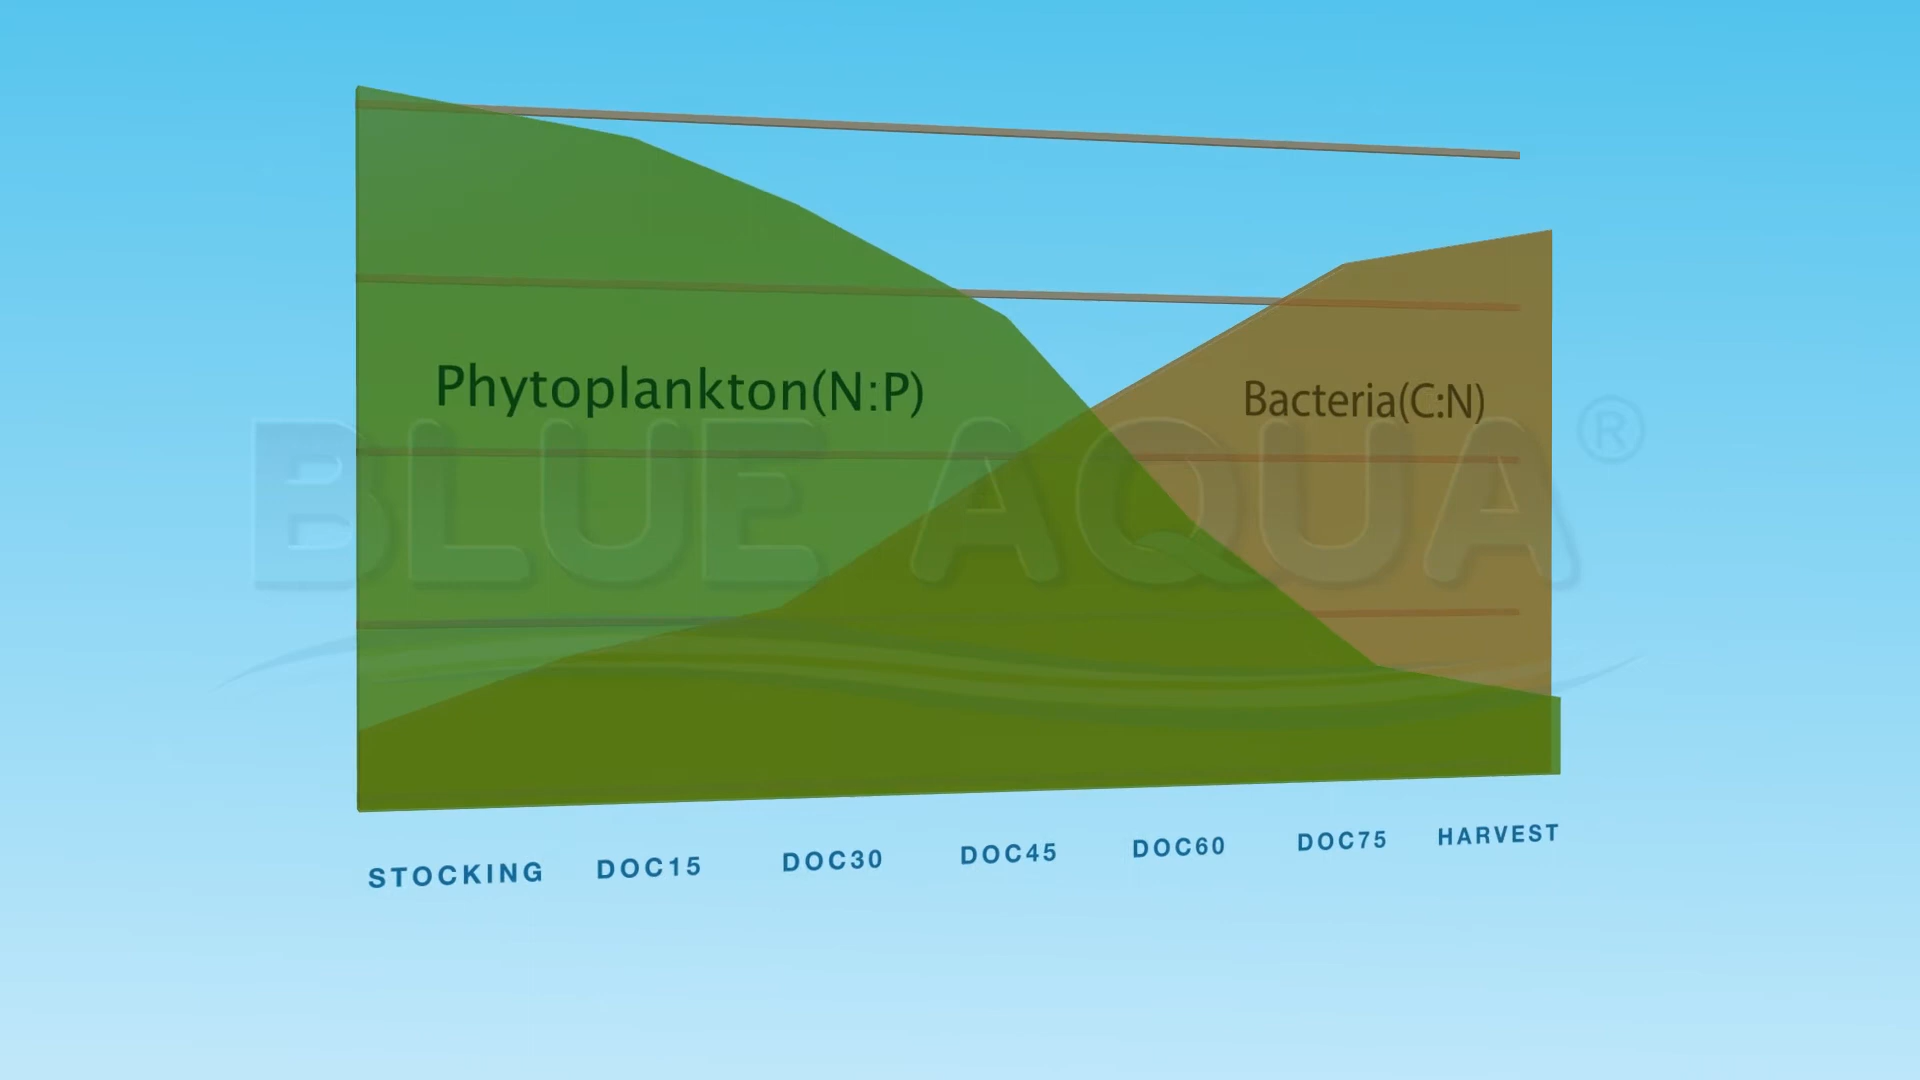 Phytoplankton(N:P)
Bacteria(C:N)
BLUE AQUA®
STOCKING DOC15 DOC30 DOC45 DOC60 DOC75 HARVEST